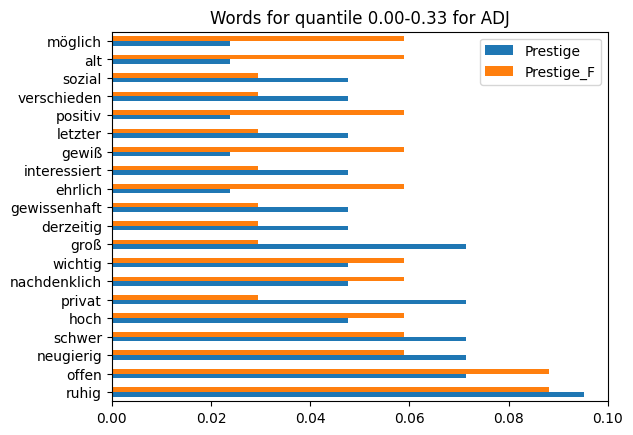 Words for quantile 0.00-0.33 for ADJ
möglich
alt
sozial
verschieden
positiv
letzter
gewiß
interessiert
ehrlich
gewissenhaft
derzeitig
groß
wichtig
nachdenklich
privat
hoch
schwer
neugierig
offen
ruhig
Prestige
Prestige_F
0.00 0.02 0.04 0.06 0.08 0.10